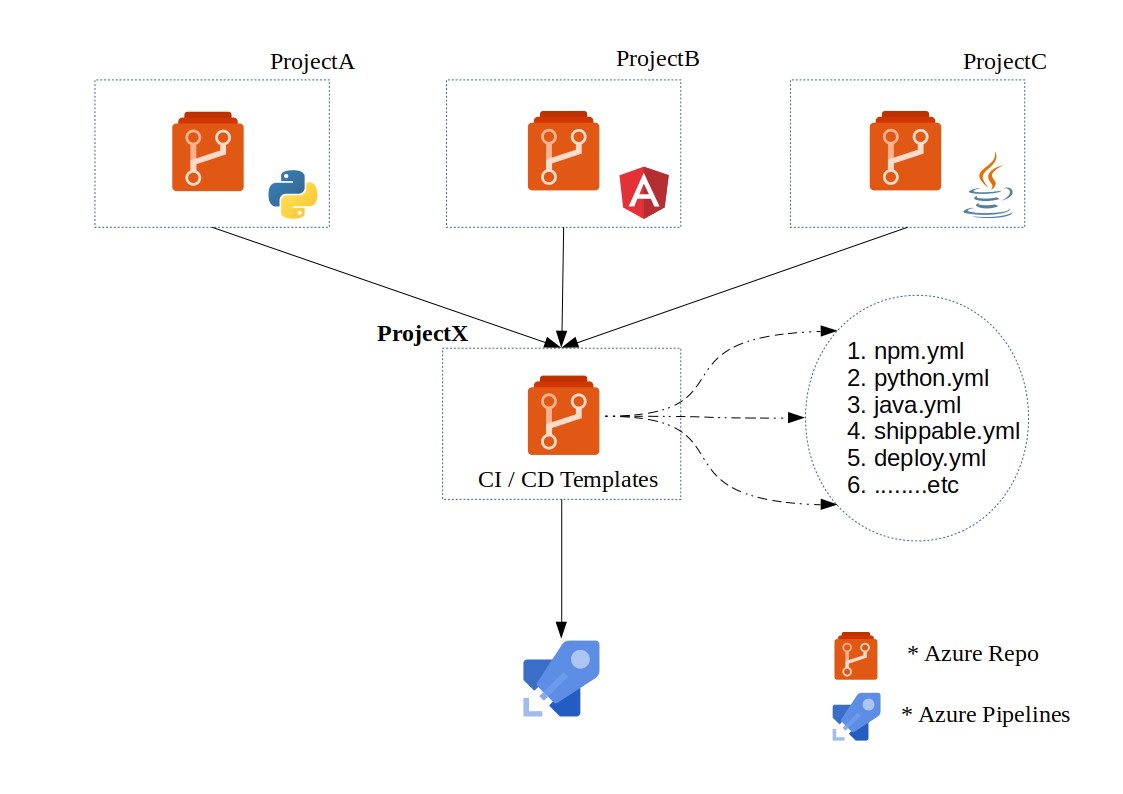 ProjectA
ProjectB
ProjectC
ProjectX
CI / CD Templates
1. npm.yml
2. python.yml
3. java.yml
4. shippable.yml
5. deploy.yml
6. ........etc
* Azure Repo
* Azure Pipelines